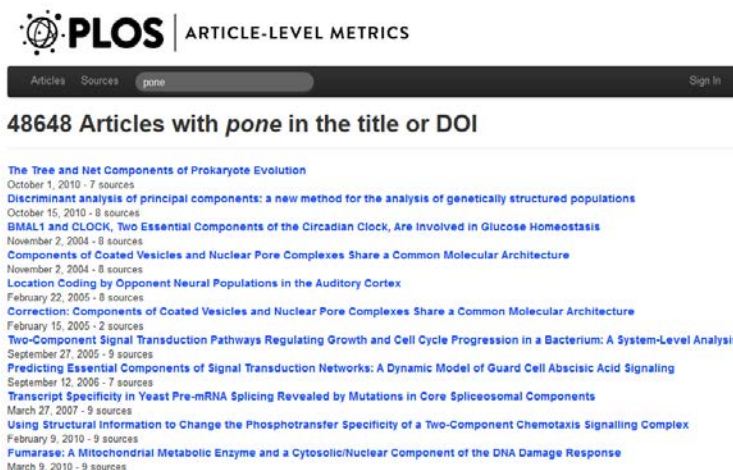 PLOS ARTICLE-LEVEL METRICS
Articles Sources pone Sign In
48648 Articles with pone in the title or DOI
The Tree and Net Components of Prokaryote Evolution
October 1, 2010 - 7 sources
Discriminant analysis of principal components: a new method for the analysis of genetically structured populations
October 15, 2010 - 8 sources
BMAL1 and CLOCK, Two Essential Components of the Circadian Clock, Are Involved in Glucose Homeostasis
November 2, 2004 - 8 sources
Components of Coated Vesicles and Nuclear Pore Complexes Share a Common Molecular Architecture
November 2, 2004 - 8 sources
Location Coding by Opponent Neural Populations in the Auditory Cortex
February 22, 2005 - 8 sources
Correction: Components of Coated Vesicles and Nuclear Pore Complexes Share a Common Molecular Architecture
February 15, 2005 - 2 sources
Two-Component Signal Transduction Pathways Regulating Growth and Cell Cycle Progression in a Bacterium: A System-Level Analysis
September 27, 2005 - 9 sources
Predicting Essential Components of Signal Transduction Networks: A Dynamic Model of Guard Cell Abscisic Acid Signaling
September 12, 2006 - 7 sources
Transcript Specificity in Yeast Pre-mRNA Splicing Revealed by Mutations in Core Spliceosomal Components
March 27, 2007 - 9 sources
Using Structural Information to Change the Phosphotransfer Specificity of a Two-Component Chemotaxis Signalling Complex
February 9, 2010 - 9 sources
Fumarase: A Mitochondrial Metabolic Enzyme and a Cytosolic/Nuclear Component of the DNA Damage Response
March 9, 2010 - 9 sources